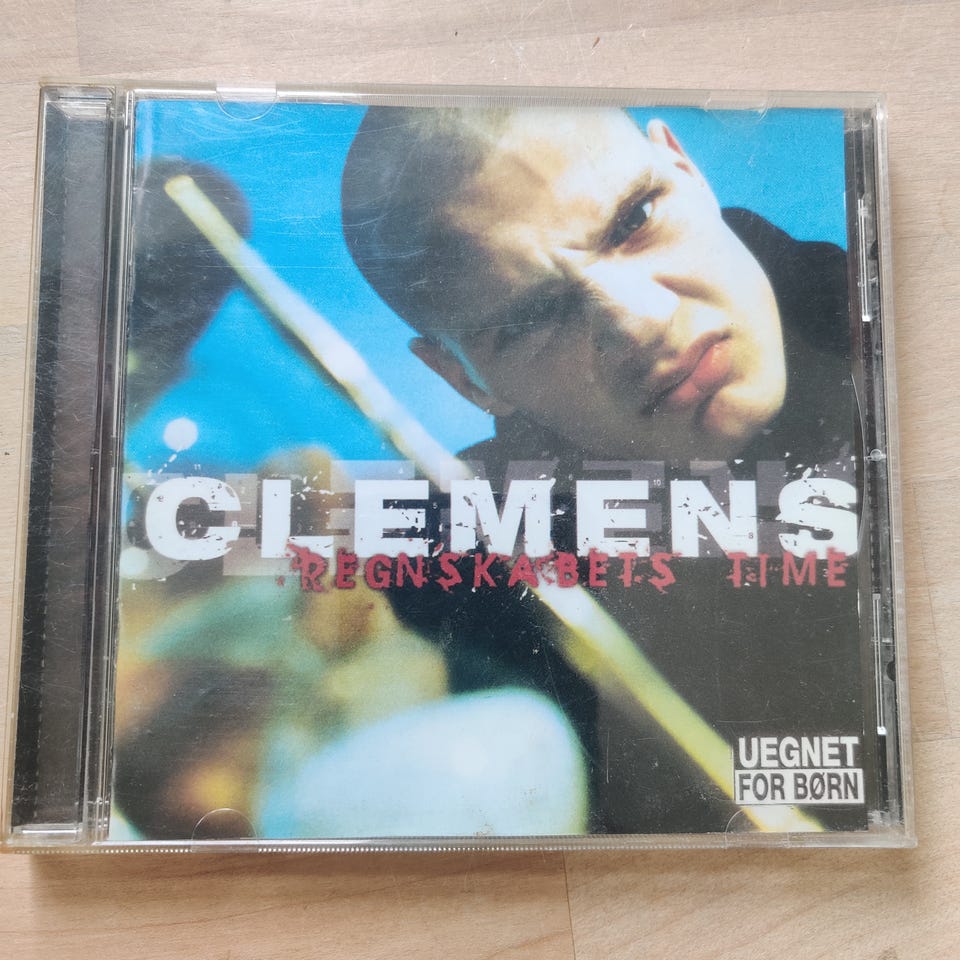 CLEMENS
REGNSKABETS TIME
UEGNET
FOR BØRN